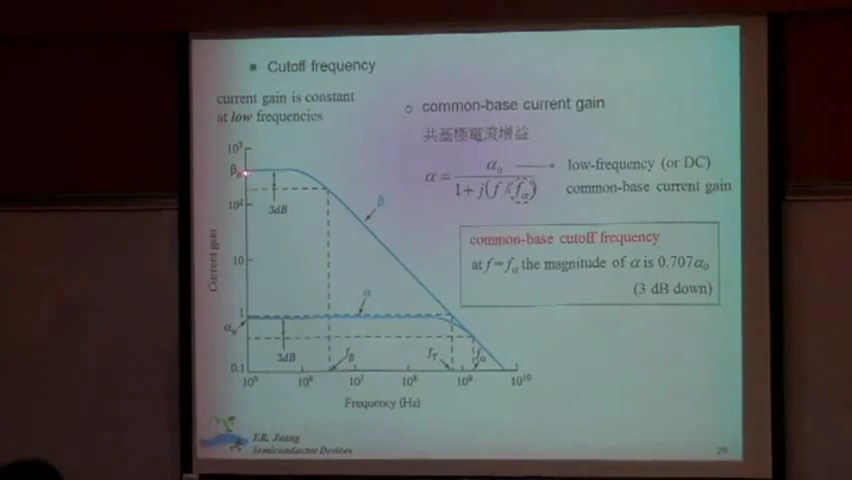 Cutoff frequency
current gain is constant
at low frequencies
common-base current gain
共基極電流增益
α = α₀ / 1 + j(f / fα)
low-frequency (or DC)
common-base current gain
common-base cutoff frequency
at f = fα the magnitude of α is 0.707α₀
(3 dB down)
10³
β₀
10²
10
1
α₀
0.1
Current gain
3dB
β
α
3dB
fβ
fT
fα
10⁵
10⁶
10⁷
10⁸
10⁹
10¹⁰
Frequency (Hz)
Semiconductor Devices
29